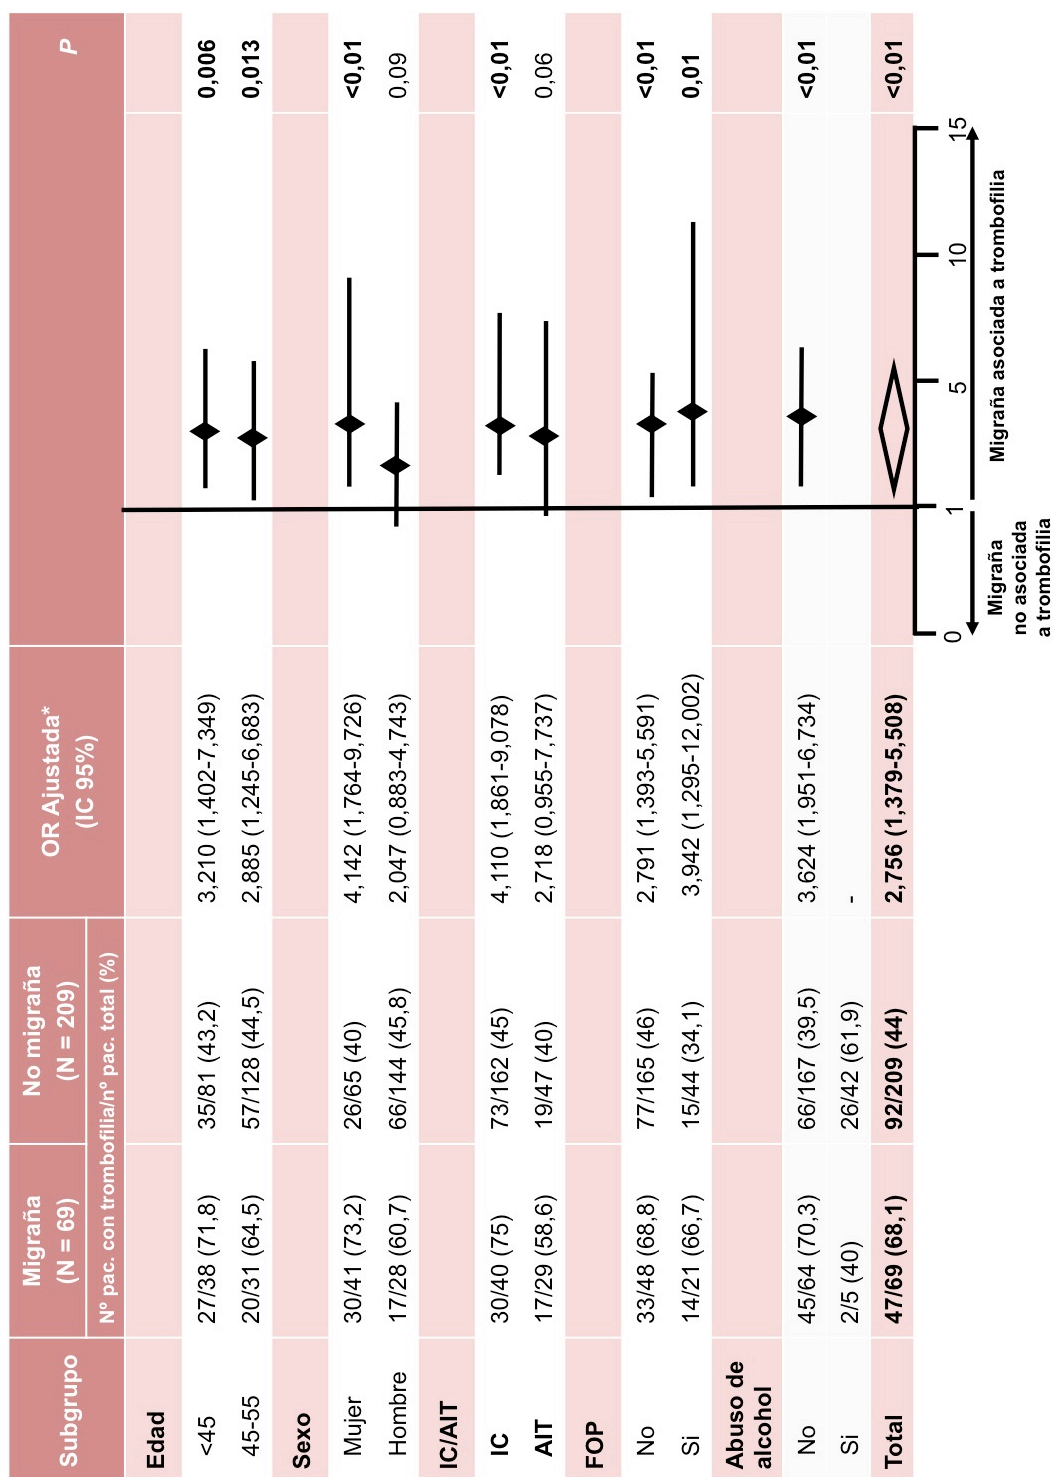 Subgrupo
Migraña
(N = 69)
No migraña
(N = 209)
OR Ajustada*
(IC 95%)
P
Nº pac. con trombofilia/nº pac. total (%)
Edad
<45 27/38 (71,8) 35/81 (43,2) 3,210 (1,402-7,349) 0,006
45-55 20/31 (64,5) 57/128 (44,5) 2,885 (1,245-6,683) 0,013
Sexo
Mujer 30/41 (73,2) 26/65 (40) 4,142 (1,764-9,726) <0,01
Hombre 17/28 (60,7) 66/144 (45,8) 2,047 (0,883-4,743) 0,09
IC/AIT
IC 30/40 (75) 73/162 (45) 4,110 (1,861-9,078) <0,01
AIT 17/29 (58,6) 19/47 (40) 2,718 (0,955-7,737) 0,06
FOP
No 33/48 (68,8) 77/165 (46) 2,791 (1,393-5,591) <0,01
Si 14/21 (66,7) 15/44 (34,1) 3,942 (1,295-12,002) 0,01
Abuso de
alcohol
No 45/64 (70,3) 66/167 (39,5) 3,624 (1,951-6,734) <0,01
Si 2/5 (40) 26/42 (61,9) -
Total 47/69 (68,1) 92/209 (44) 2,756 (1,379-5,508) <0,01
0 1 5 10 15
Migraña
no asociada
a trombofilia
Migraña asociada a trombofilia